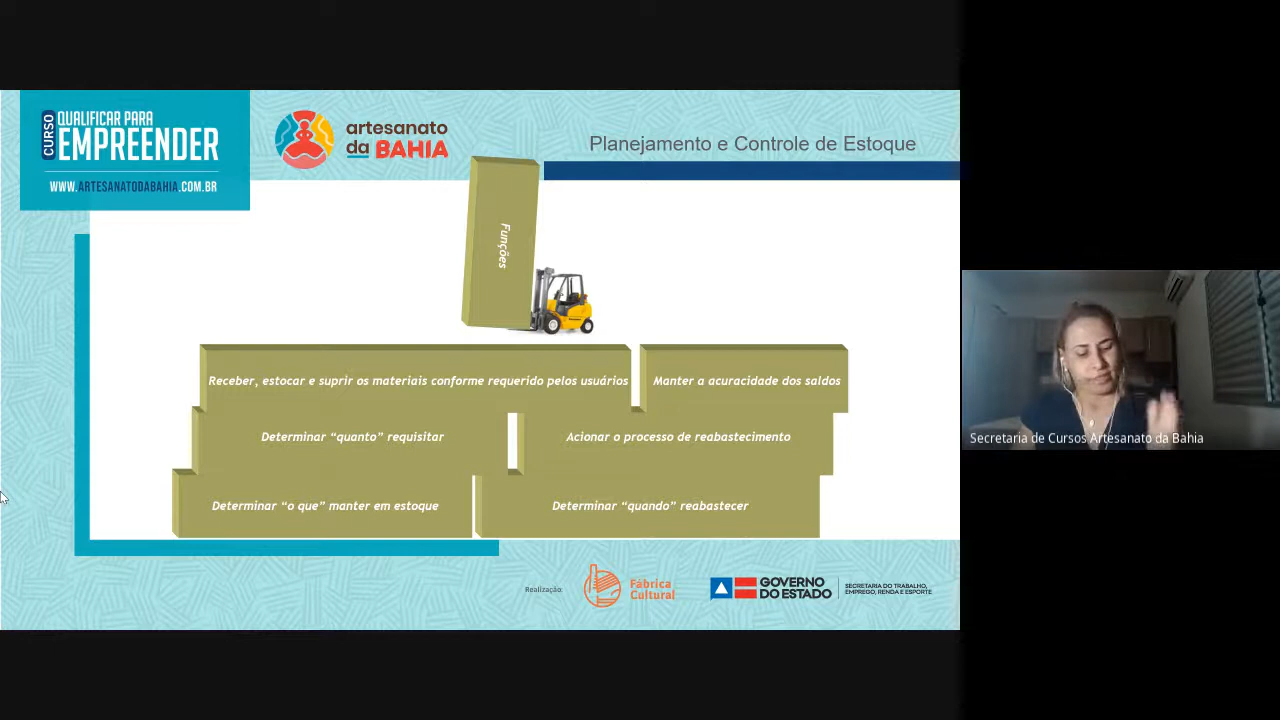 CURSO
QUALIFICAR PARA
EMPREENDER
WWW.ARTESANATODABAHIA.COM.BR
artesanato
da BAHIA
Planejamento e Controle de Estoque
Funções
Receber, estocar e suprir os materiais conforme requerido pelos usuários
Manter a acuracidade dos saldos
Determinar “quanto” requisitar
Acionar o processo de reabastecimento
Determinar “o que” manter em estoque
Determinar “quando” reabastecer
Secretaria de Cursos Artesanato da Bahia
Realização:
Fábrica
Cultural
GOVERNO
DO ESTADO
SECRETARIA DO TRABALHO,
EMPREGO, RENDA E ESPORTE